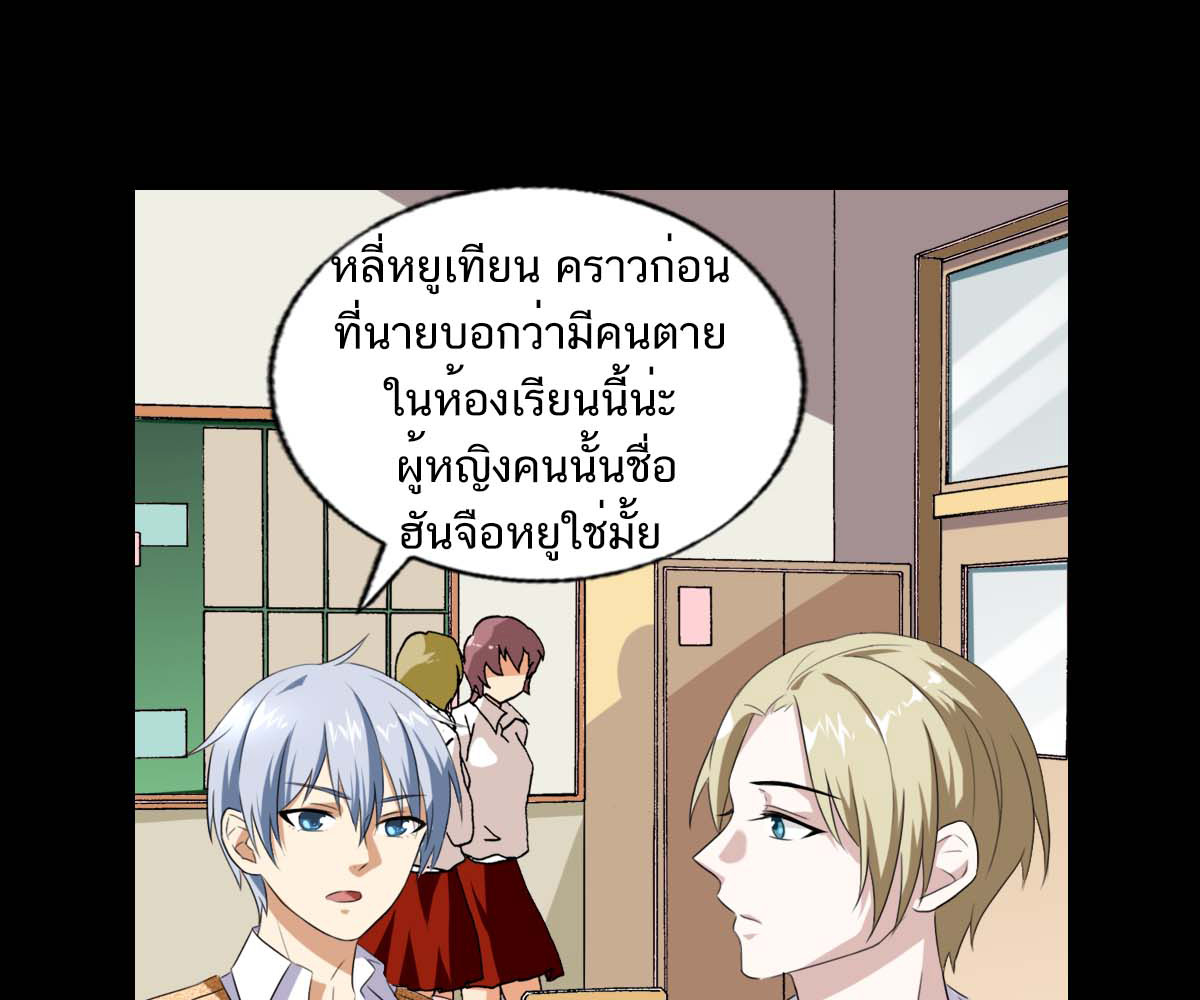 หลี่หยูเทียน คราวก่อน
ที่นายบอกว่ามีคนตาย
ในห้องเรียนนี้น่ะ
ผู้หญิงคนนั้นชื่อ
ฮันจือหยูใช่มั้ย